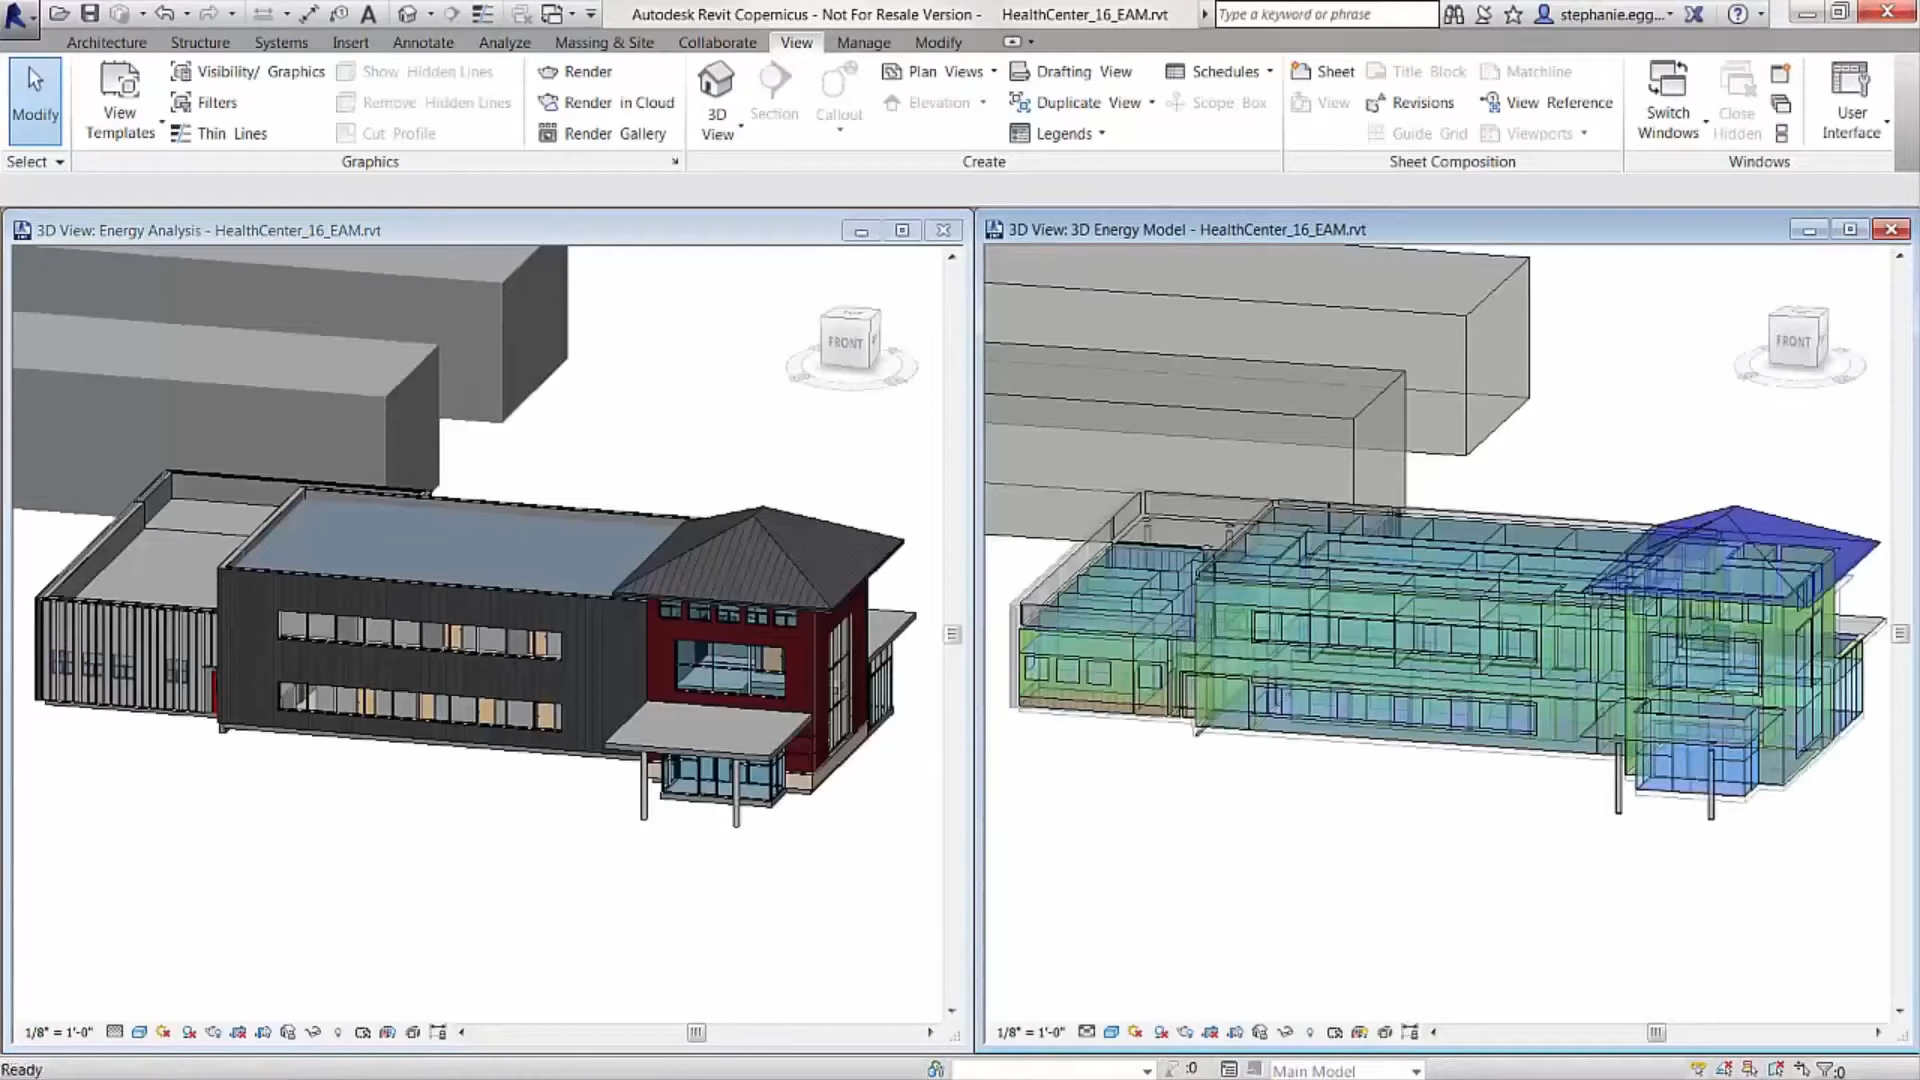 Autodesk Revit Copernicus - Not For Resale Version - HealthCenter_16_EAM.rvt
Type a keyword or phrase
stephanie.egg...
Architecture Structure Systems Insert Annotate Analyze Massing & Site Collaborate View Manage Modify
Modify
Select
View Templates
Visibility/ Graphics
Filters
Thin Lines
Show Hidden Lines
Remove Hidden Lines
Cut Profile
Render
Render in Cloud
Render Gallery
Graphics
3D View
Section
Callout
Plan Views
Elevation
Drafting View
Duplicate View
Legends
Schedules
Scope Box
Create
Sheet
View
Title Block
Revisions
Guide Grid
Matchline
View Reference
Viewports
Sheet Composition
Switch Windows
Close Hidden
User Interface
Windows
3D View: Energy Analysis - HealthCenter_16_EAM.rvt
3D View: 3D Energy Model - HealthCenter_16_EAM.rvt
FRONT
FRONT
1/8" = 1'-0"
1/8" = 1'-0"
Ready
:0
Main Model
:0